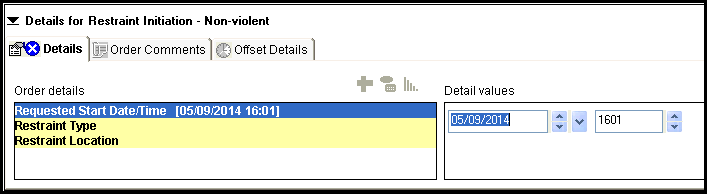 Details for Restraint Initiation - Non-violent
Details Order Comments Offset Details
Order details Detail values
Requested Start Date/Time [05/09/2014 16:01] 05/09/2014 1601
Restraint Type
Restraint Location